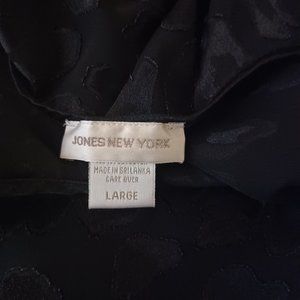 JONES NEW YORK
MADE IN SRI LANKA
CARE OVER
LARGE